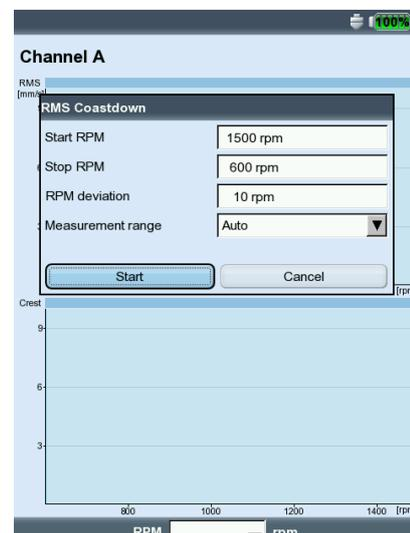 100%
Channel A
RMS
[mm/s]
RMS Coastdown
Start RPM 1500 rpm
Stop RPM 600 rpm
RPM deviation 10 rpm
Measurement range Auto
Start Cancel
Crest
9
6
3
800 1000 1200 1400
RPM rpm